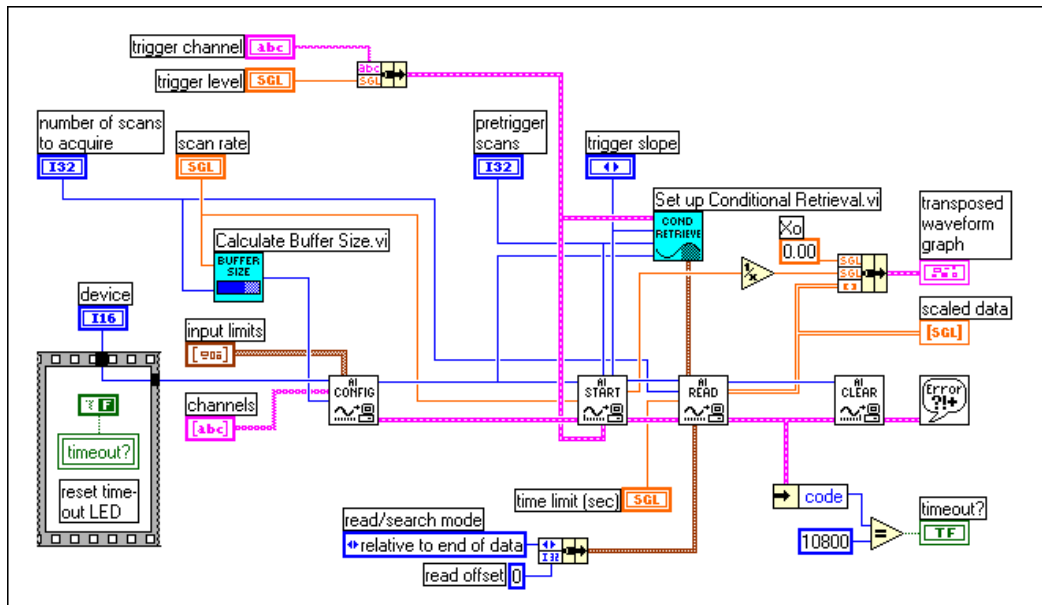 trigger channel
abc
trigger level
SGL
abc
SGL
number of scans
to acquire
I32
scan rate
SGL
pretrigger
scans
I32
trigger slope
Set up Conditional Retrieval.vi
COND
RETRIEVE
transposed
waveform
graph
Xo
0.00
SGL
SGL
1/x
Calculate Buffer Size.vi
BUFFER
SIZE
device
I16
scaled data
[SGL]
input limits
AI
CONFIG
AI
START
AI
READ
AI
CLEAR
Error
?!+
channels
[abc]
F
timeout?
reset time-
out LED
time limit (sec)
SGL
code
timeout?
TF
10800
=
read/search mode
relative to end of data
I32
read offset
0